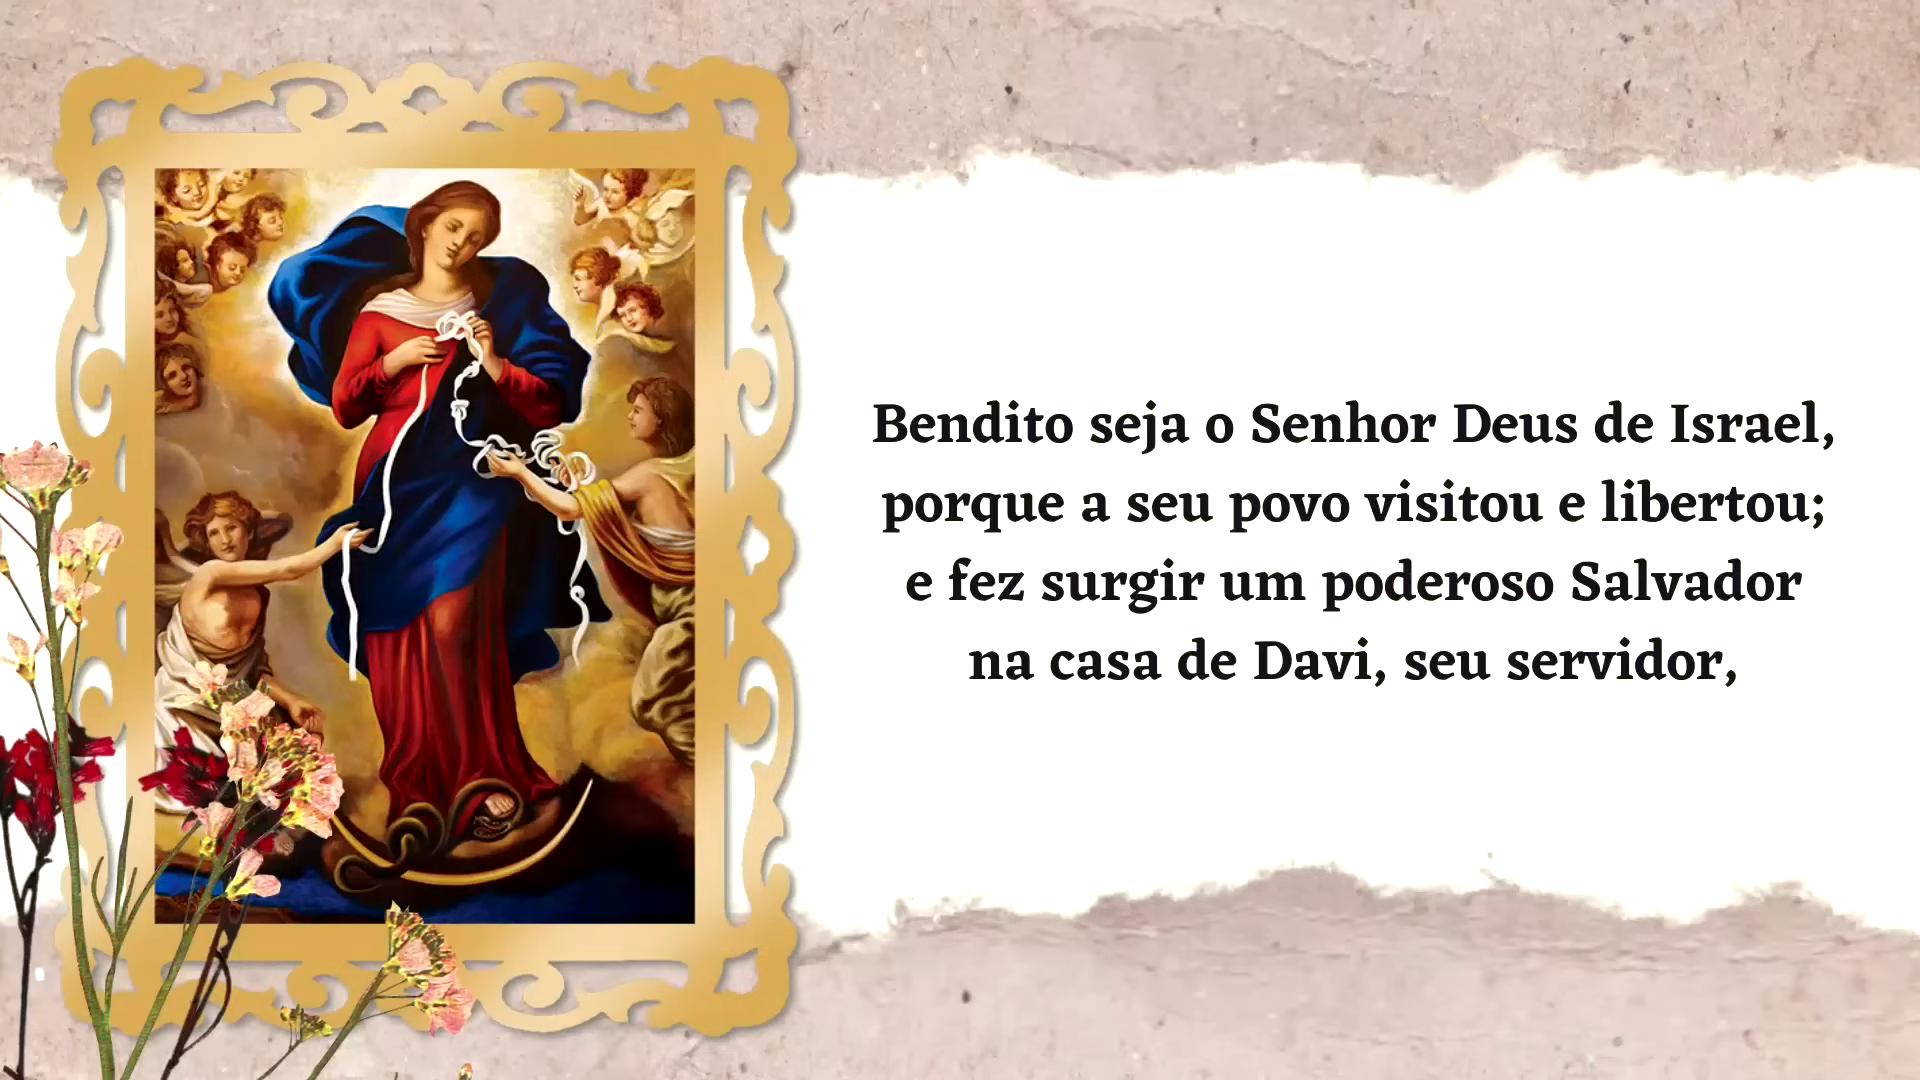 Bendito seja o Senhor Deus de Israel,
porque a seu povo visitou e libertou;
e fez surgir um poderoso Salvador
na casa de Davi, seu servidor,